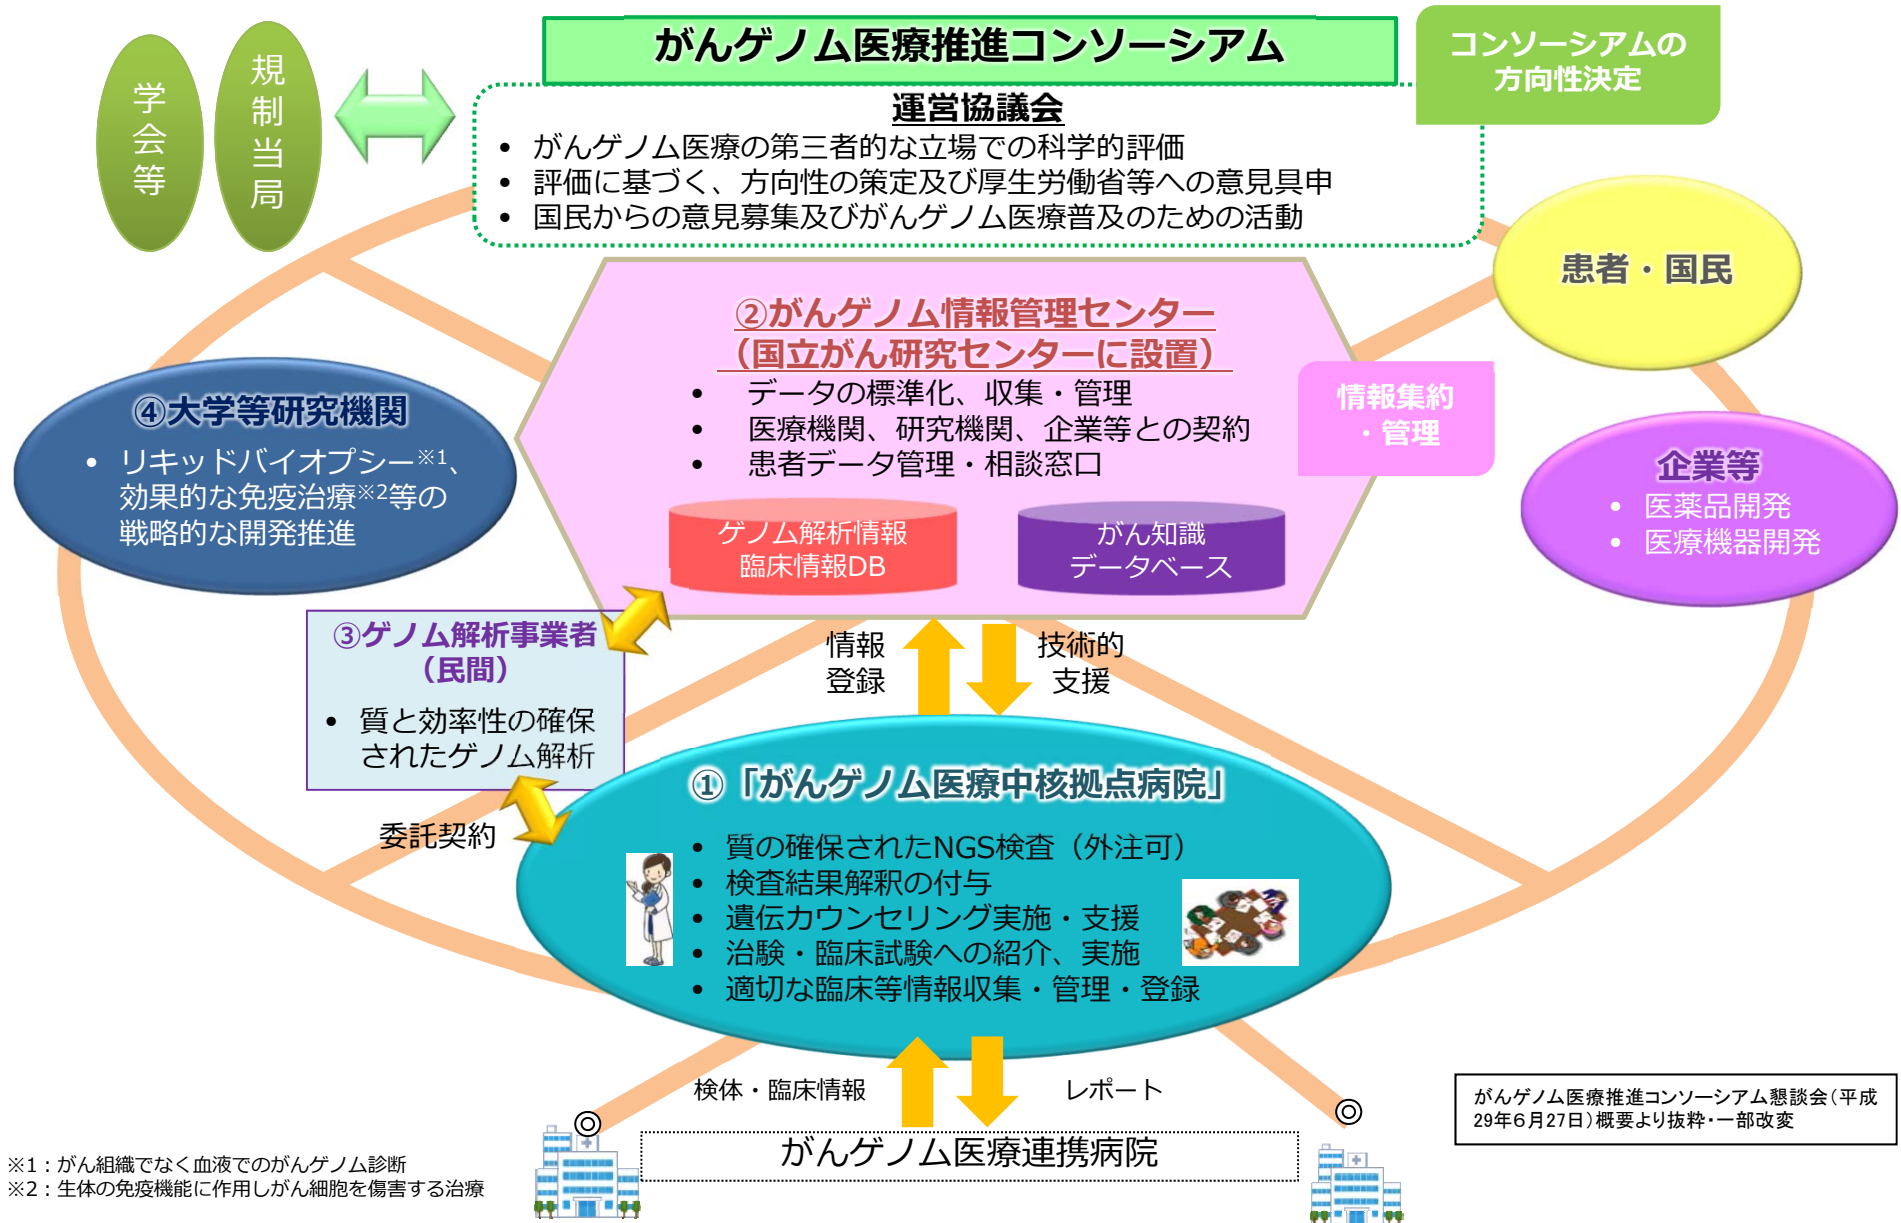 がんゲノム医療推進コンソーシアム
コンソーシアムの
方向性決定
学会等
規制当局
運営協議会
• がんゲノム医療の第三者的な立場での科学的評価
• 評価に基づく、方向性の策定及び厚生労働省等への意見具申
• 国民からの意見募集及びがんゲノム医療普及のための活動
患者・国民
②がんゲノム情報管理センター
（国立がん研究センターに設置）
• データの標準化、収集・管理
• 医療機関、研究機関、企業等との契約
• 患者データ管理・相談窓口
情報集約
・管理
ゲノム解析情報
臨床情報DB
がん知識
データベース
④大学等研究機関
• リキッドバイオプシー※1、
効果的な免疫治療※2等の
戦略的な開発推進
企業等
• 医薬品開発
• 医療機器開発
③ゲノム解析事業者
（民間）
• 質と効率性の確保
されたゲノム解析
情報
登録
技術的
支援
委託契約
①「がんゲノム医療中核拠点病院」
• 質の確保されたNGS検査（外注可）
• 検査結果解釈の付与
• 遺伝カウンセリング実施・支援
• 治験・臨床試験への紹介、実施
• 適切な臨床等情報収集・管理・登録
検体・臨床情報
レポート
がんゲノム医療連携病院
がんゲノム医療推進コンソーシアム懇談会（平成
29年6月27日）概要より抜粋・一部改変
※1：がん組織でなく血液でのがんゲノム診断
※2：生体の免疫機能に作用しがん細胞を傷害する治療